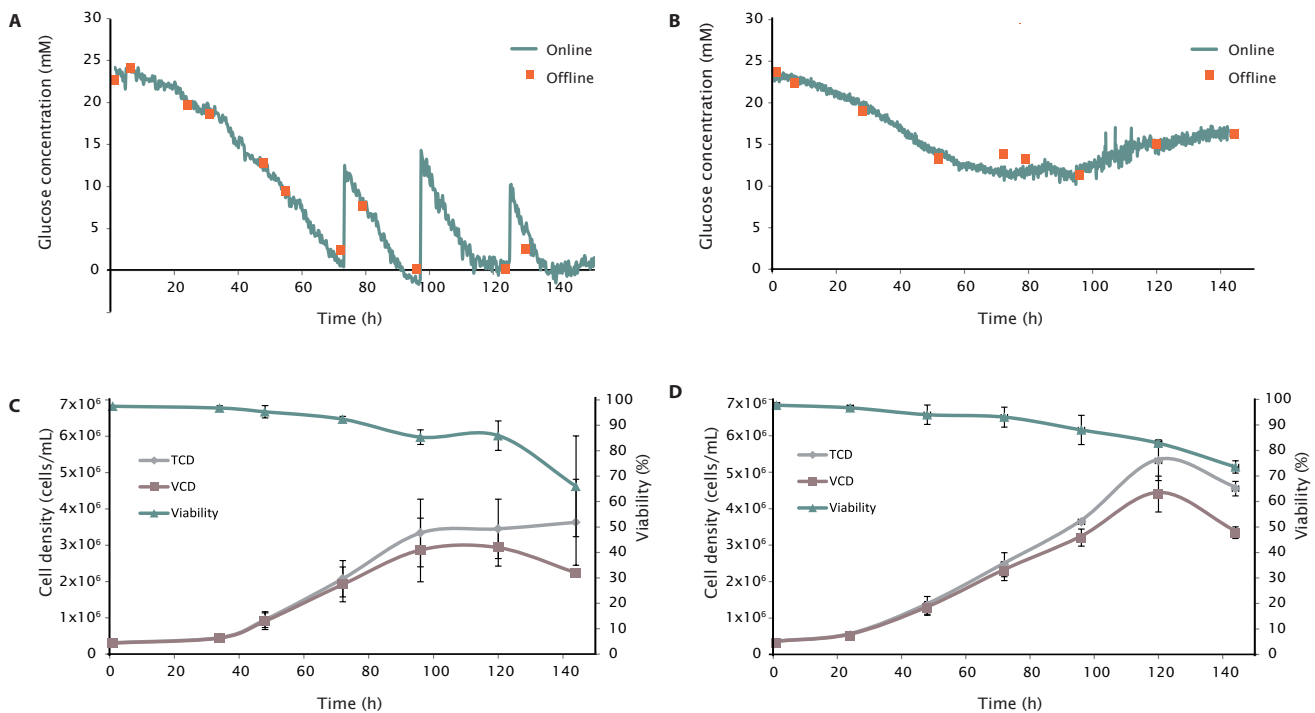 A
Glucose concentration (mM)
30
25
20
15
10
5
0
20
40
60
80
100
120
140
Time (h)
Online
Offline
B
Glucose concentration (mM)
30
25
20
15
10
5
0
20
40
60
80
100
120
140
Time (h)
Online
Offline
C
Cell density (cells/mL)
7x10⁶
6x10⁶
5x10⁶
4x10⁶
3x10⁶
2x10⁶
1x10⁶
0
TCD
VCD
Viability
100
90
80
70
60
50
40
30
20
10
0
Viability (%)
0
20
40
60
80
100
120
140
Time (h)
D
Cell density (cells/mL)
7x10⁶
6x10⁶
5x10⁶
4x10⁶
3x10⁶
2x10⁶
1x10⁶
0
TCD
VCD
Viability
100
90
80
70
60
50
40
30
20
10
0
Viability (%)
0
20
40
60
80
100
120
140
Time (h)